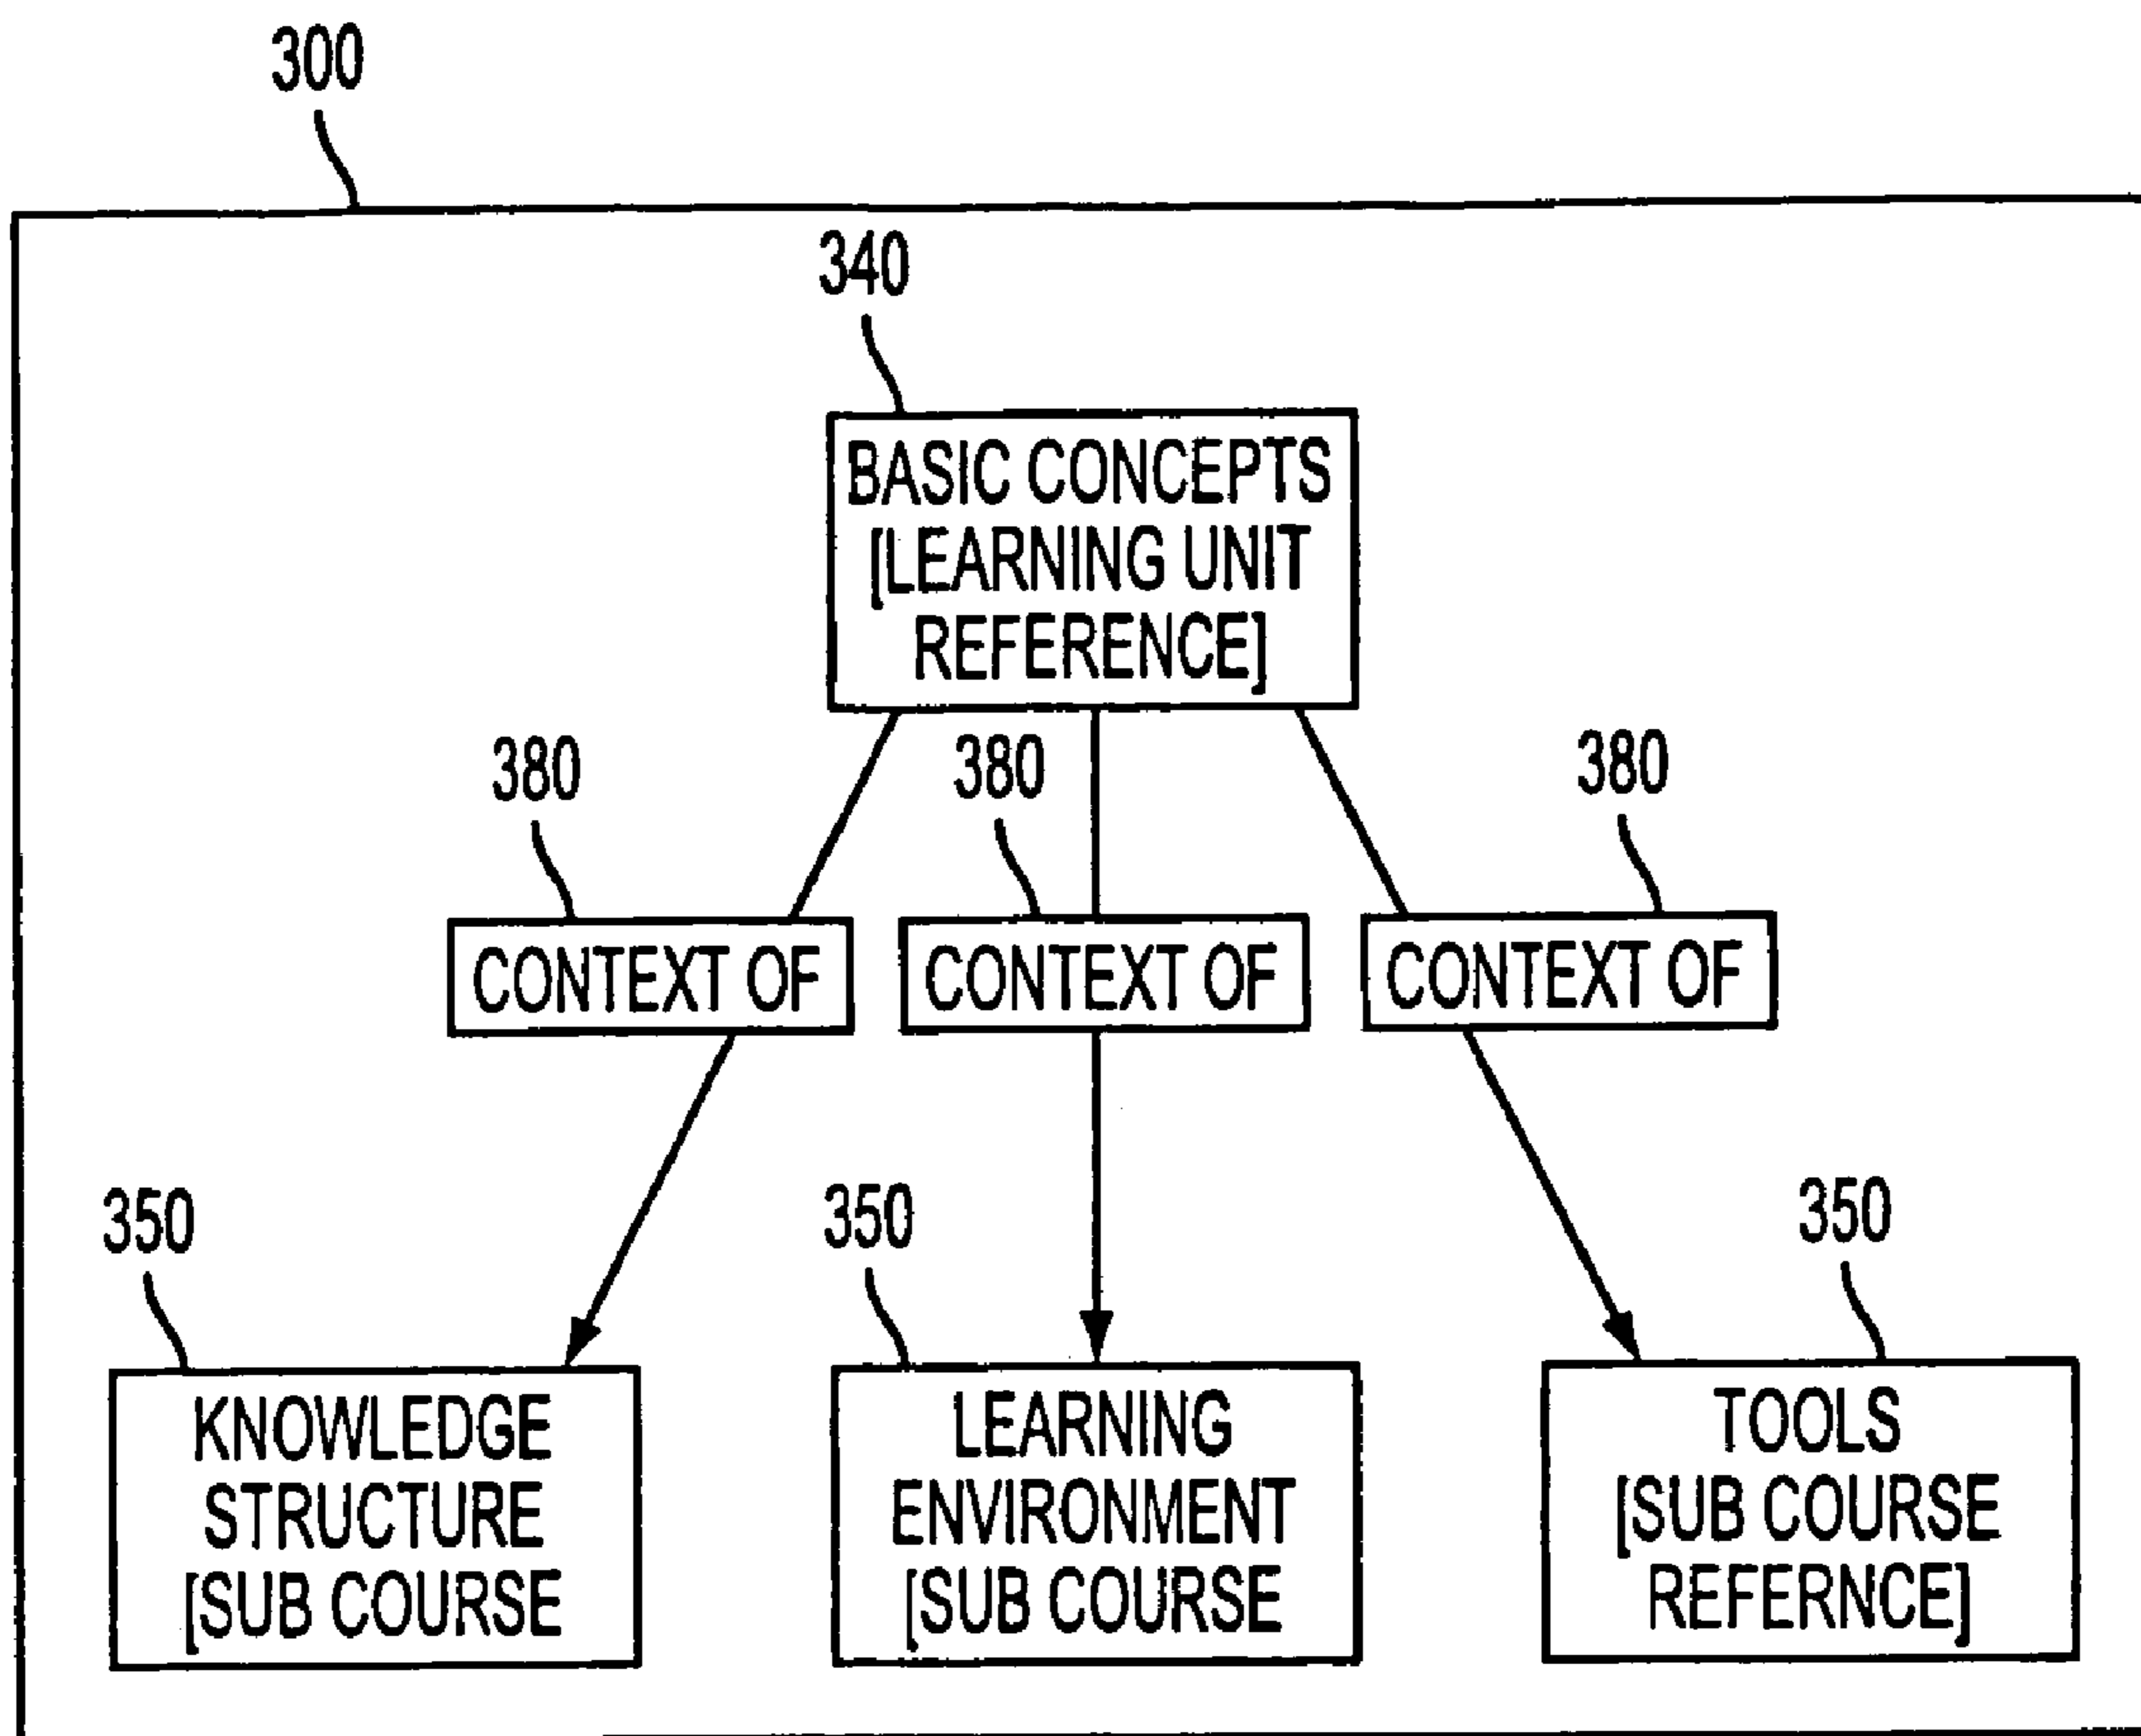 300
340
BASIC CONCEPTS
[LEARNING UNIT
REFERENCE]
380
380
380
CONTEXT OF
CONTEXT OF
CONTEXT OF
350
350
350
KNOWLEDGE
STRUCTURE
[SUB COURSE
LEARNING
ENVIRONMENT
[SUB COURSE
TOOLS
[SUB COURSE
REFERNCE]